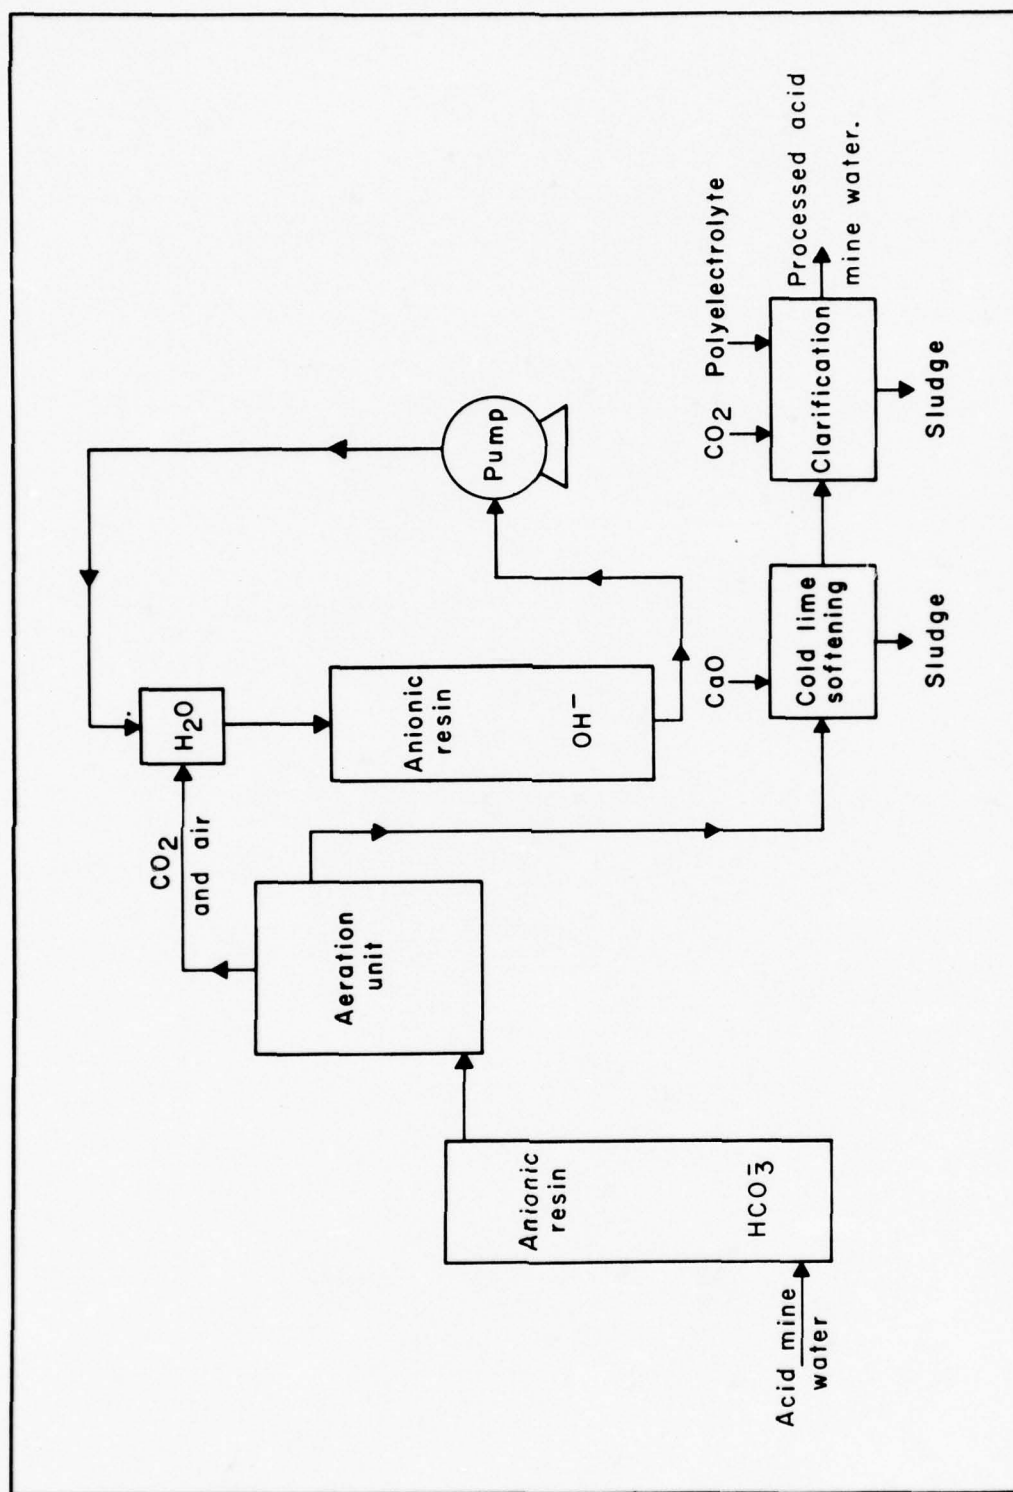 Acid mine
water
Anionic
resin
HCO3̄
Aeration
unit
CO2
and air
H2O
Anionic
resin
OH−
Pump
CaO
Cold lime
softening
Sludge
CO2
Polyelectrolyte
Clarification
Sludge
Processed acid
mine water.